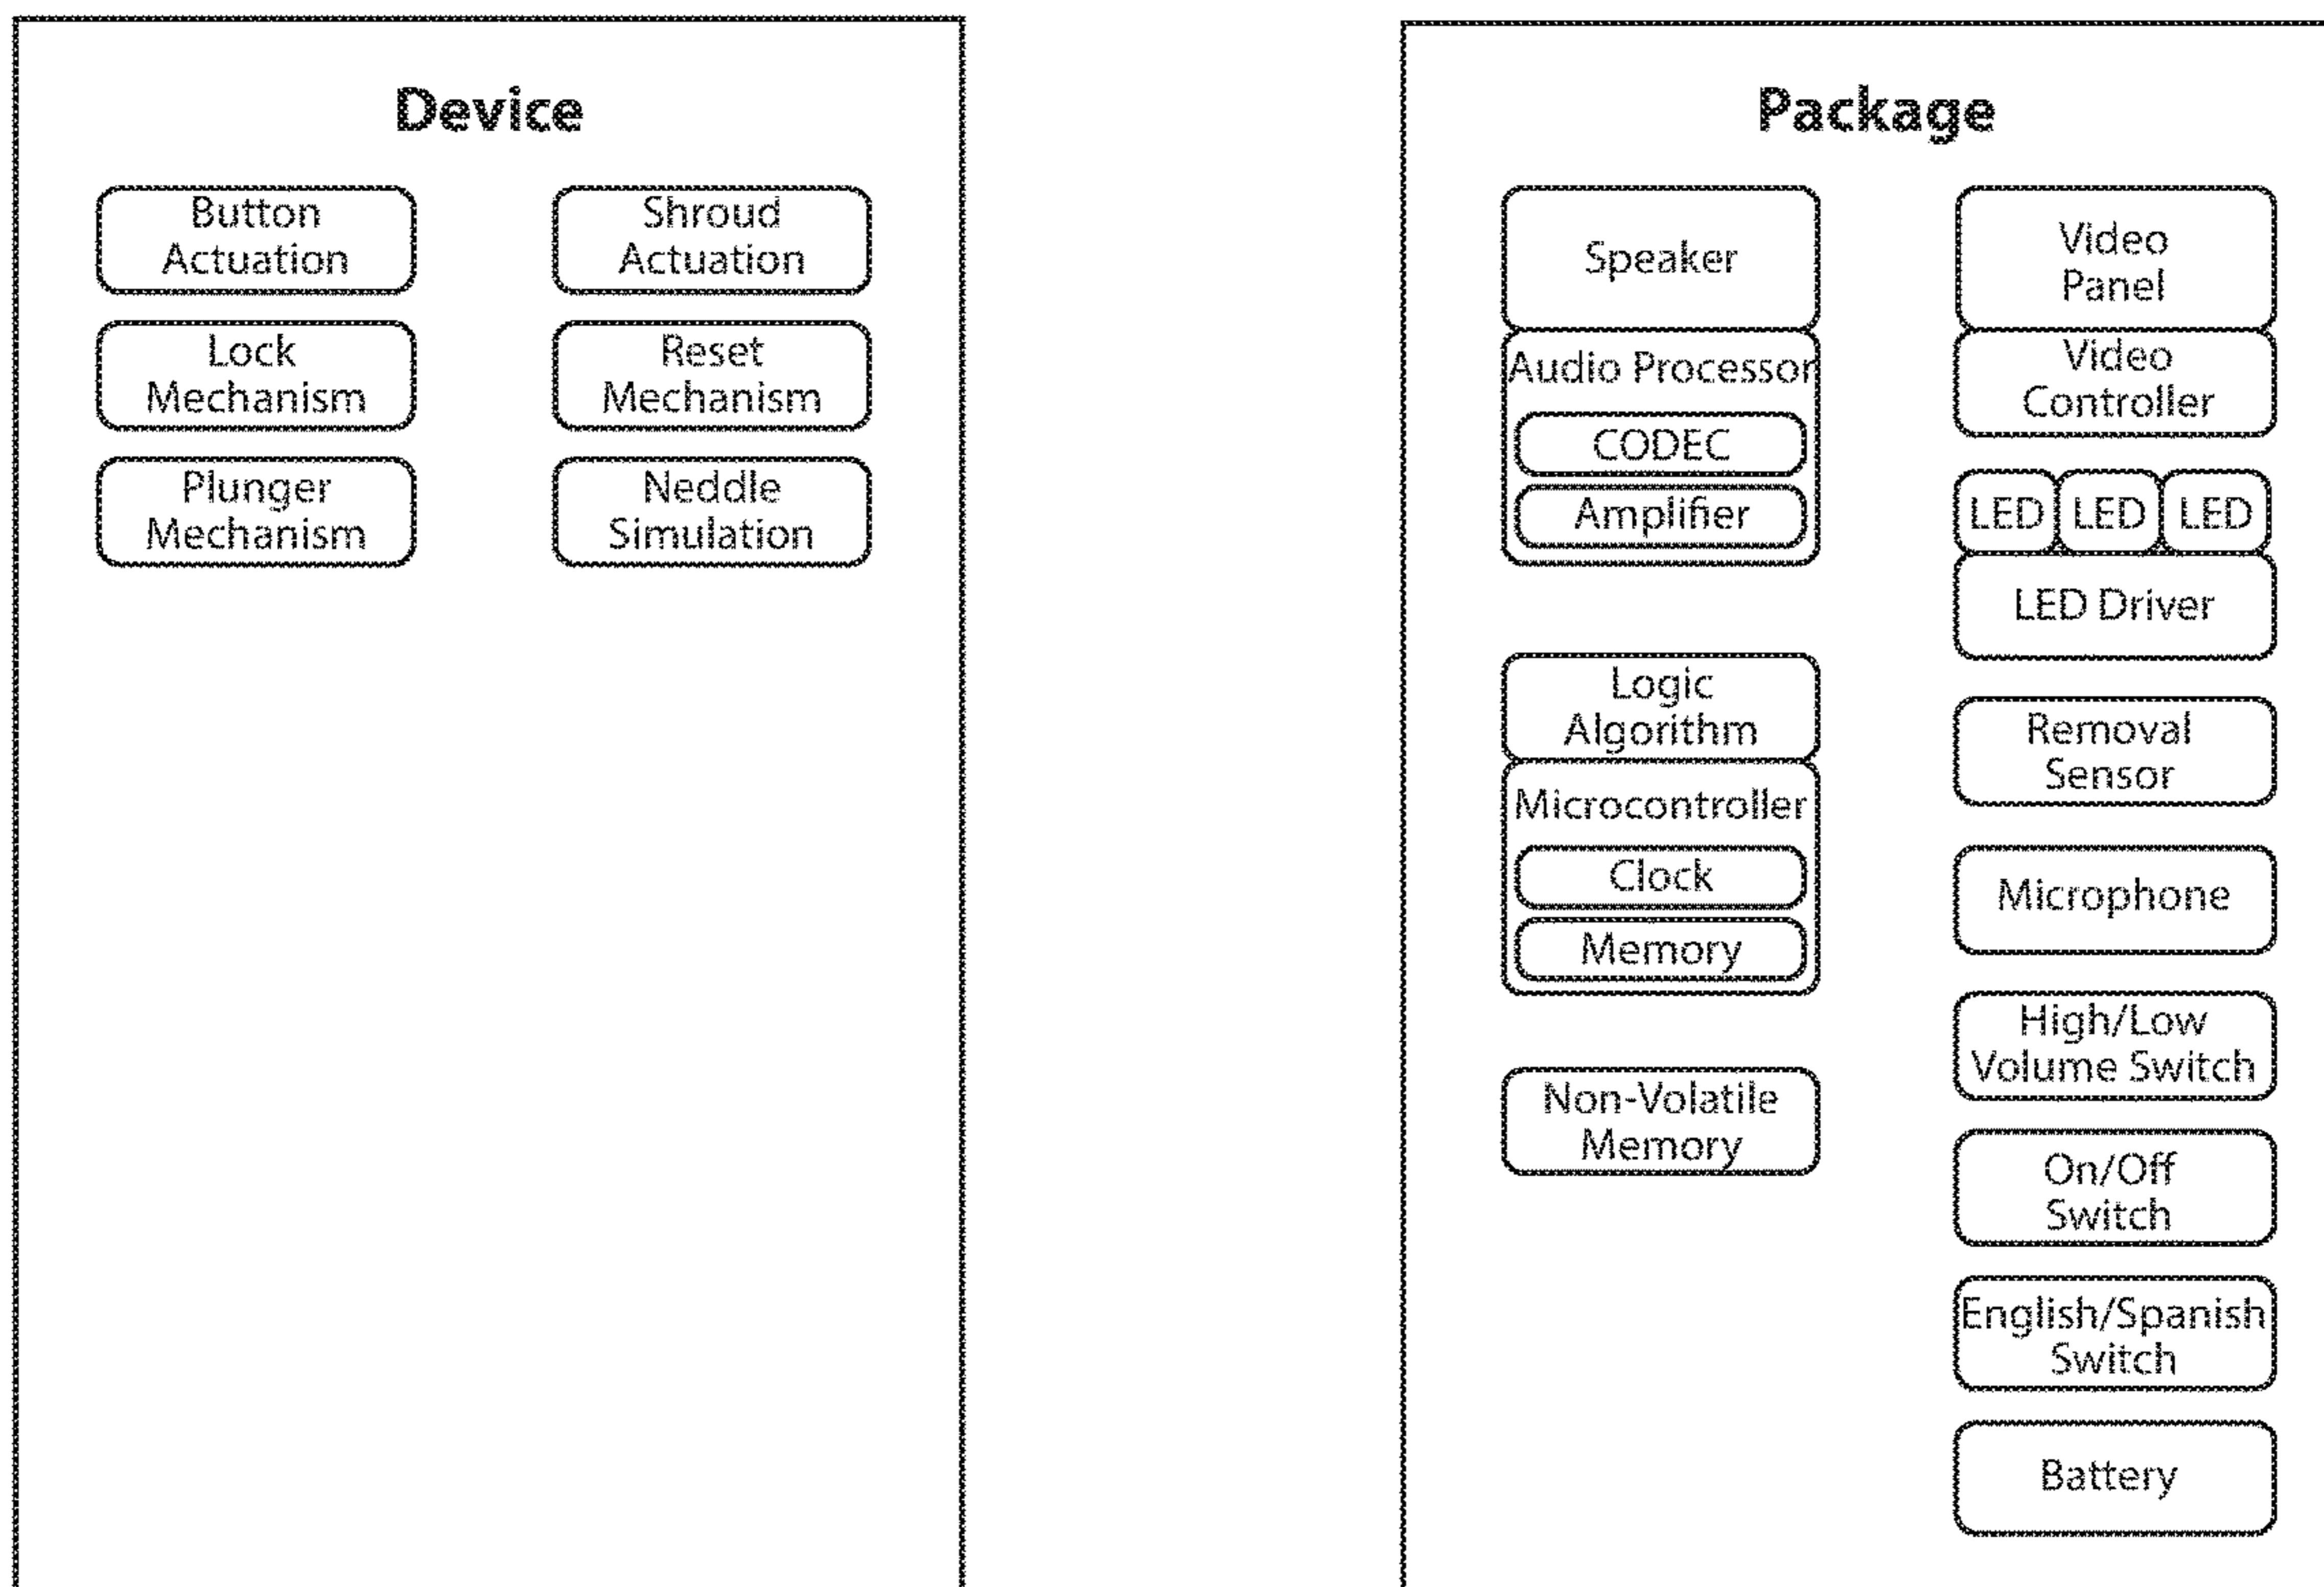 Device
Button
Actuation
Shroud
Actuation
Lock
Mechanism
Reset
Mechanism
Plunger
Mechanism
Neddle
Simulation
Package
Speaker
Audio Processor
CODEC
Amplifier
Logic
Algorithm
Microcontroller
Clock
Memory
Non-Volatile
Memory
Video
Panel
Video
Controller
LED LED LED
LED Driver
Removal
Sensor
Microphone
High/Low
Volume Switch
On/Off
Switch
English/Spanish
Switch
Battery